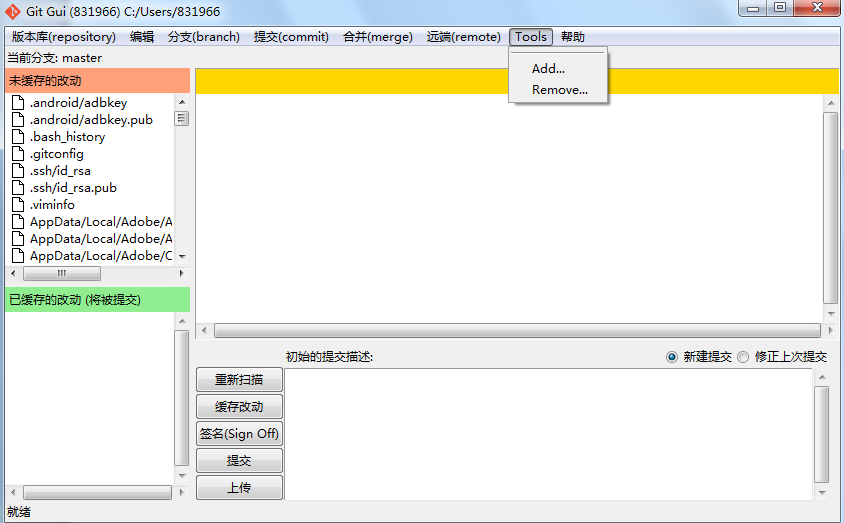 Git Gui (831966) C:/Users/831966
版本库(repository) 编辑 分支(branch) 提交(commit) 合并(merge) 远端(remote) Tools 帮助
当前分支: master
Add...
Remove...
未缓存的改动
.android/adbkey
.android/adbkey.pub
.bash_history
.gitconfig
.ssh/id_rsa
.ssh/id_rsa.pub
.viminfo
AppData/Local/Adobe/A
AppData/Local/Adobe/A
AppData/Local/Adobe/C
已缓存的改动 (将被提交)
初始的提交描述: 新建提交 修正上次提交
重新扫描
缓存改动
签名(Sign Off)
提交
上传
就绪